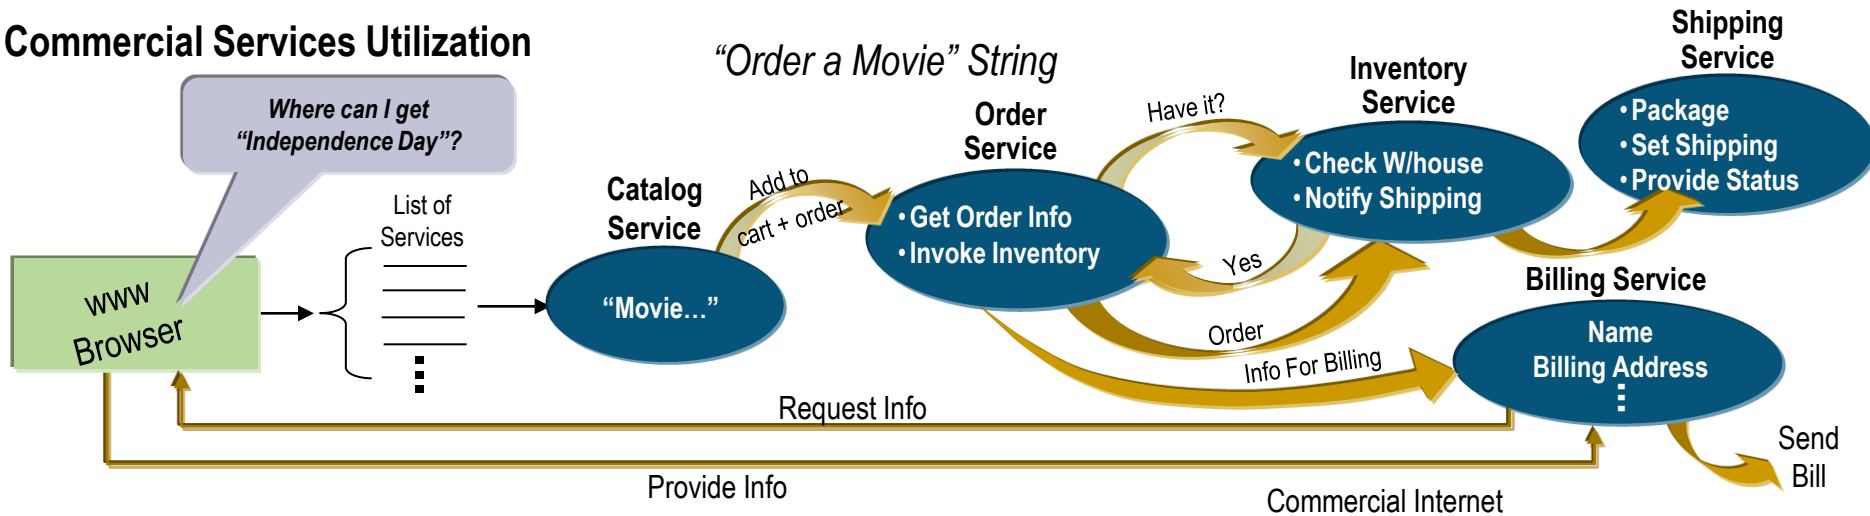 Commercial Services Utilization
"Order a Movie" String
Where can I get
"Independence Day"?
www
Browser
List of
Services
Catalog
Service
"Movie..."
Add to
cart + order
Order
Service
• Get Order Info
• Invoke Inventory
Have it?
Yes
Order
Inventory
Service
• Check W/house
• Notify Shipping
Shipping
Service
• Package
• Set Shipping
• Provide Status
Info For Billing
Billing Service
Name
Billing Address
Request Info
Provide Info
Send
Bill
Commercial Internet